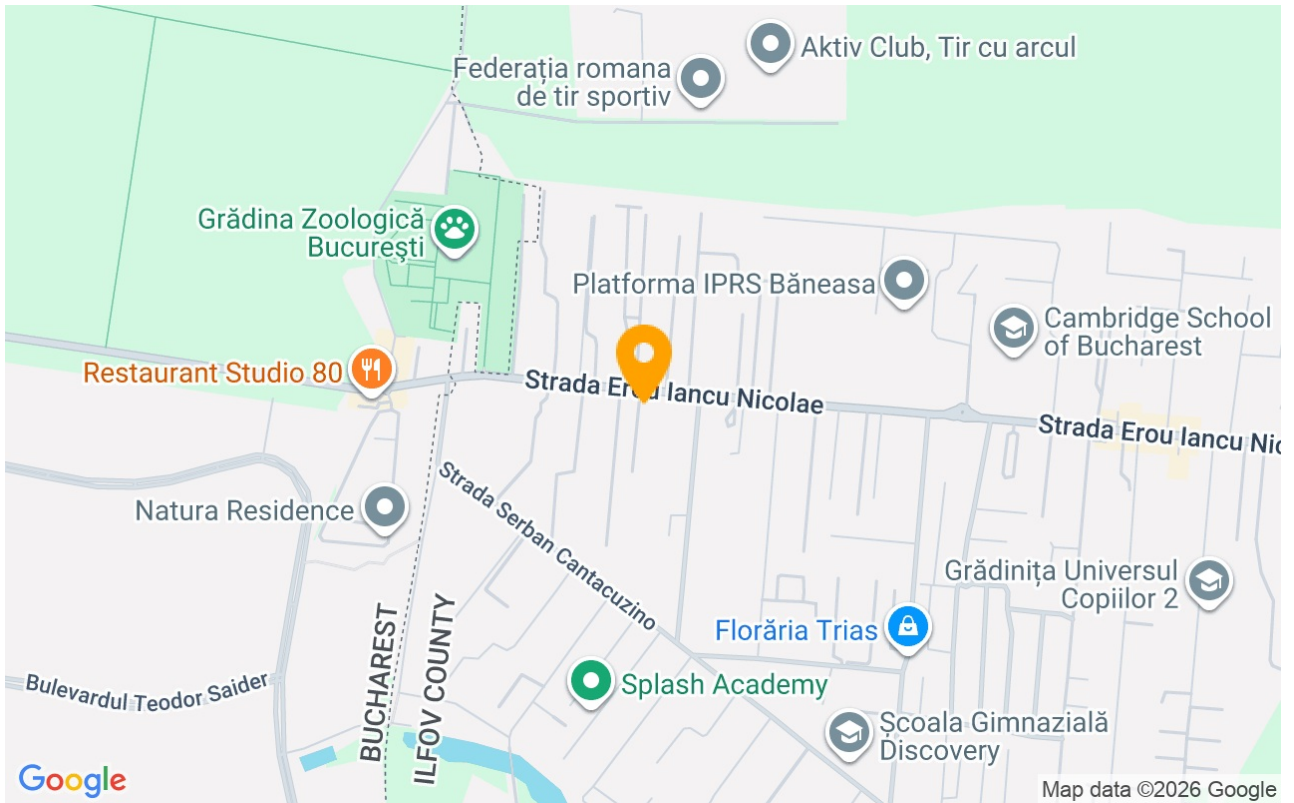 Aktiv Club, Tir cu arcul
Federația romana
de tir sportiv
Grădina Zoologică
Bucureşti
Platforma IPRS Băneasa
Cambridge School
of Bucharest
Restaurant Studio 80
Strada Erou Iancu Nicolae
Strada Erou Iancu Nic
Strada Serban Cantacuzino
Natura Residence
Grădinița Universul
Copiilor 2
BUCHAREST
ILFOV COUNTY
Florăria Trias
Bulevardul Teodor Saider
Splash Academy
Școala Gimnazială
Discovery
Google
Map data ©2026 Google